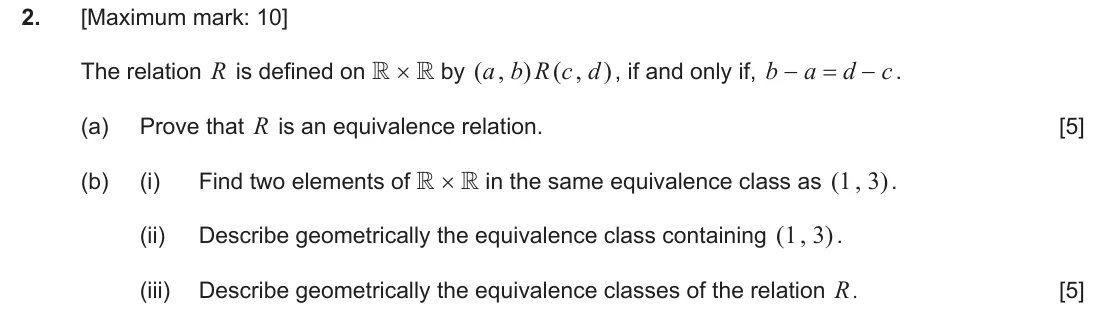 2. [Maximum mark: 10]
The relation R is defined on ℝ × ℝ by (a, b)R(c, d), if and only if, b − a = d − c.
(a) Prove that R is an equivalence relation. [5]
(b) (i) Find two elements of ℝ × ℝ in the same equivalence class as (1, 3).
(ii) Describe geometrically the equivalence class containing (1, 3).
(iii) Describe geometrically the equivalence classes of the relation R. [5]